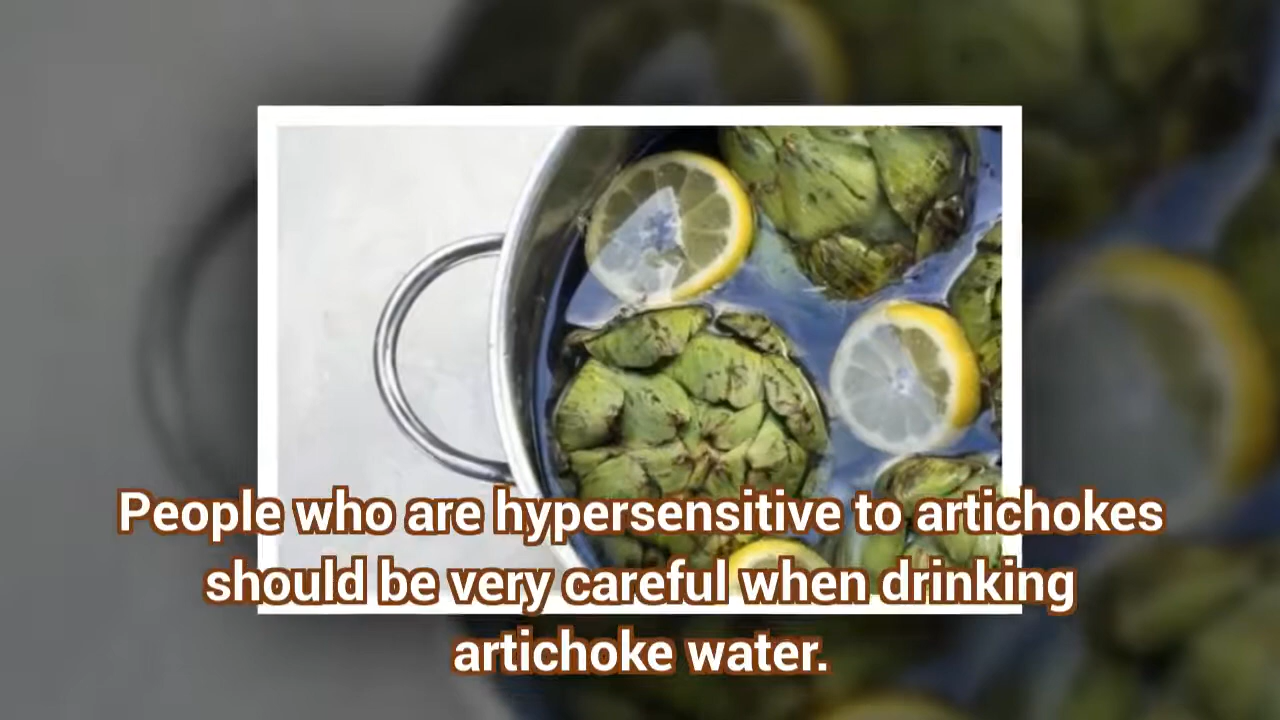 People who are hypersensitive to artichokes
should be very careful when drinking
artichoke water.